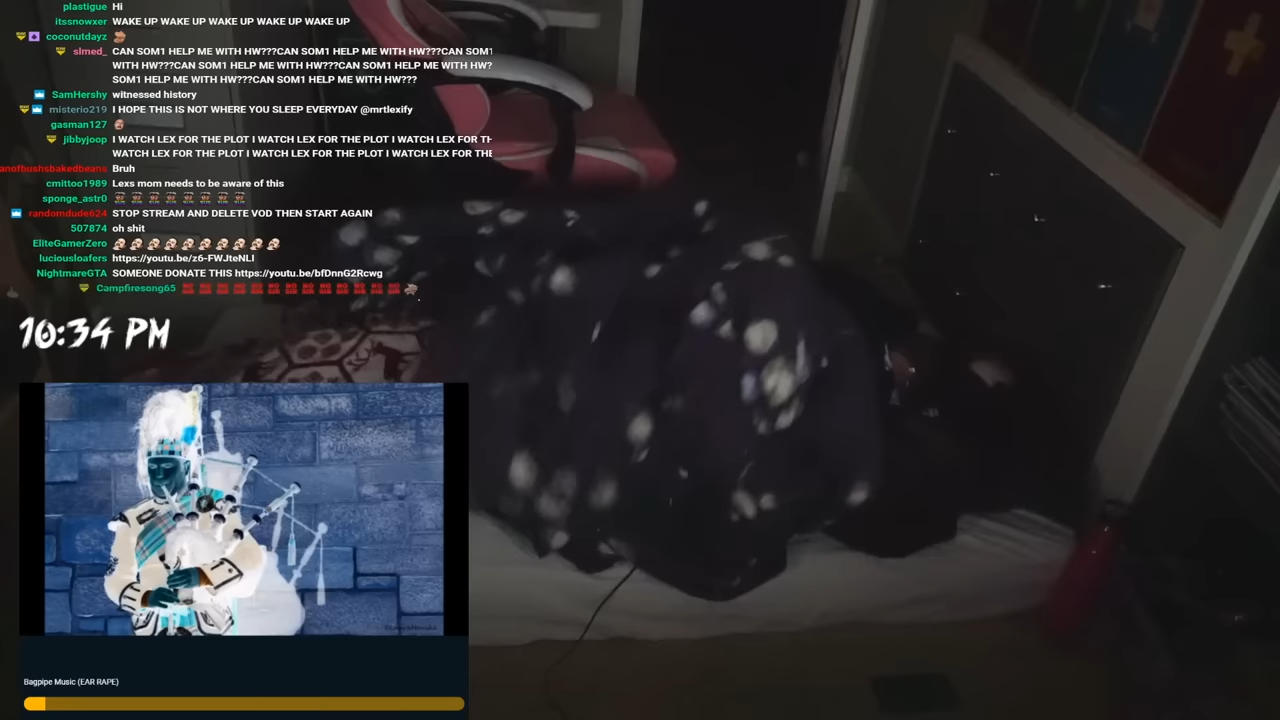 plastigue Hi
itssnowxer WAKE UP WAKE UP WAKE UP WAKE UP WAKE UP
coconutdayz
slmed_ CAN SOM1 HELP ME WITH HW???CAN SOM1 HELP ME WITH HW???CAN SOM1
WITH HW???CAN SOM1 HELP ME WITH HW???CAN SOM1 HELP ME WITH HW?
SOM1 HELP ME WITH HW???CAN SOM1 HELP ME WITH HW???
SamHershy witnessed history
misterio219 I HOPE THIS IS NOT WHERE YOU SLEEP EVERYDAY @mrtlexify
gasman127
jibbyjoop I WATCH LEX FOR THE PLOT I WATCH LEX FOR THE PLOT I WATCH LEX FOR TH
WATCH LEX FOR THE PLOT I WATCH LEX FOR THE PLOT I WATCH LEX FOR THE
anofbushsbakedbeans Bruh
cmittoo1989 Lexs mom needs to be aware of this
sponge_astr0
randomdude624 STOP STREAM AND DELETE VOD THEN START AGAIN
507874 oh shit
EliteGamerZero
luciousloafers https://youtu.be/z6-FWJteNLI
NightmareGTA SOMEONE DONATE THIS https://youtu.be/bfDnnG2Rcwg
Campfiresong65
10:34 PM
Bagpipe Music (EAR RAPE)